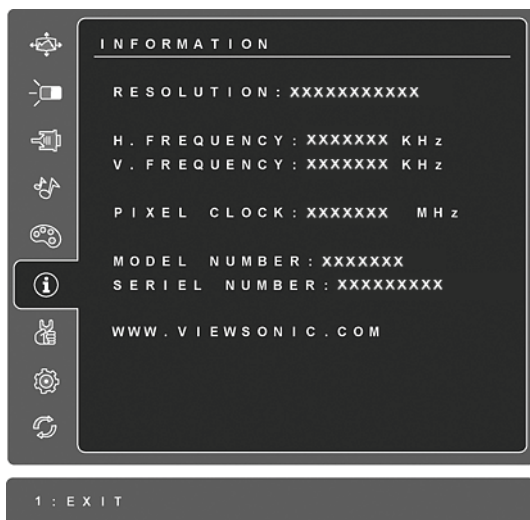 INFORMATION
RESOLUTION: XXXXXXXXXXX
H. FREQUENCY: XXXXXXX KHz
V. FREQUENCY: XXXXXXX KHz
PIXEL CLOCK: XXXXXXX MHz
MODEL NUMBER: XXXXXXX
SERIEL NUMBER: XXXXXXXXX
WWW.VIEWSONIC.COM
1:EXIT